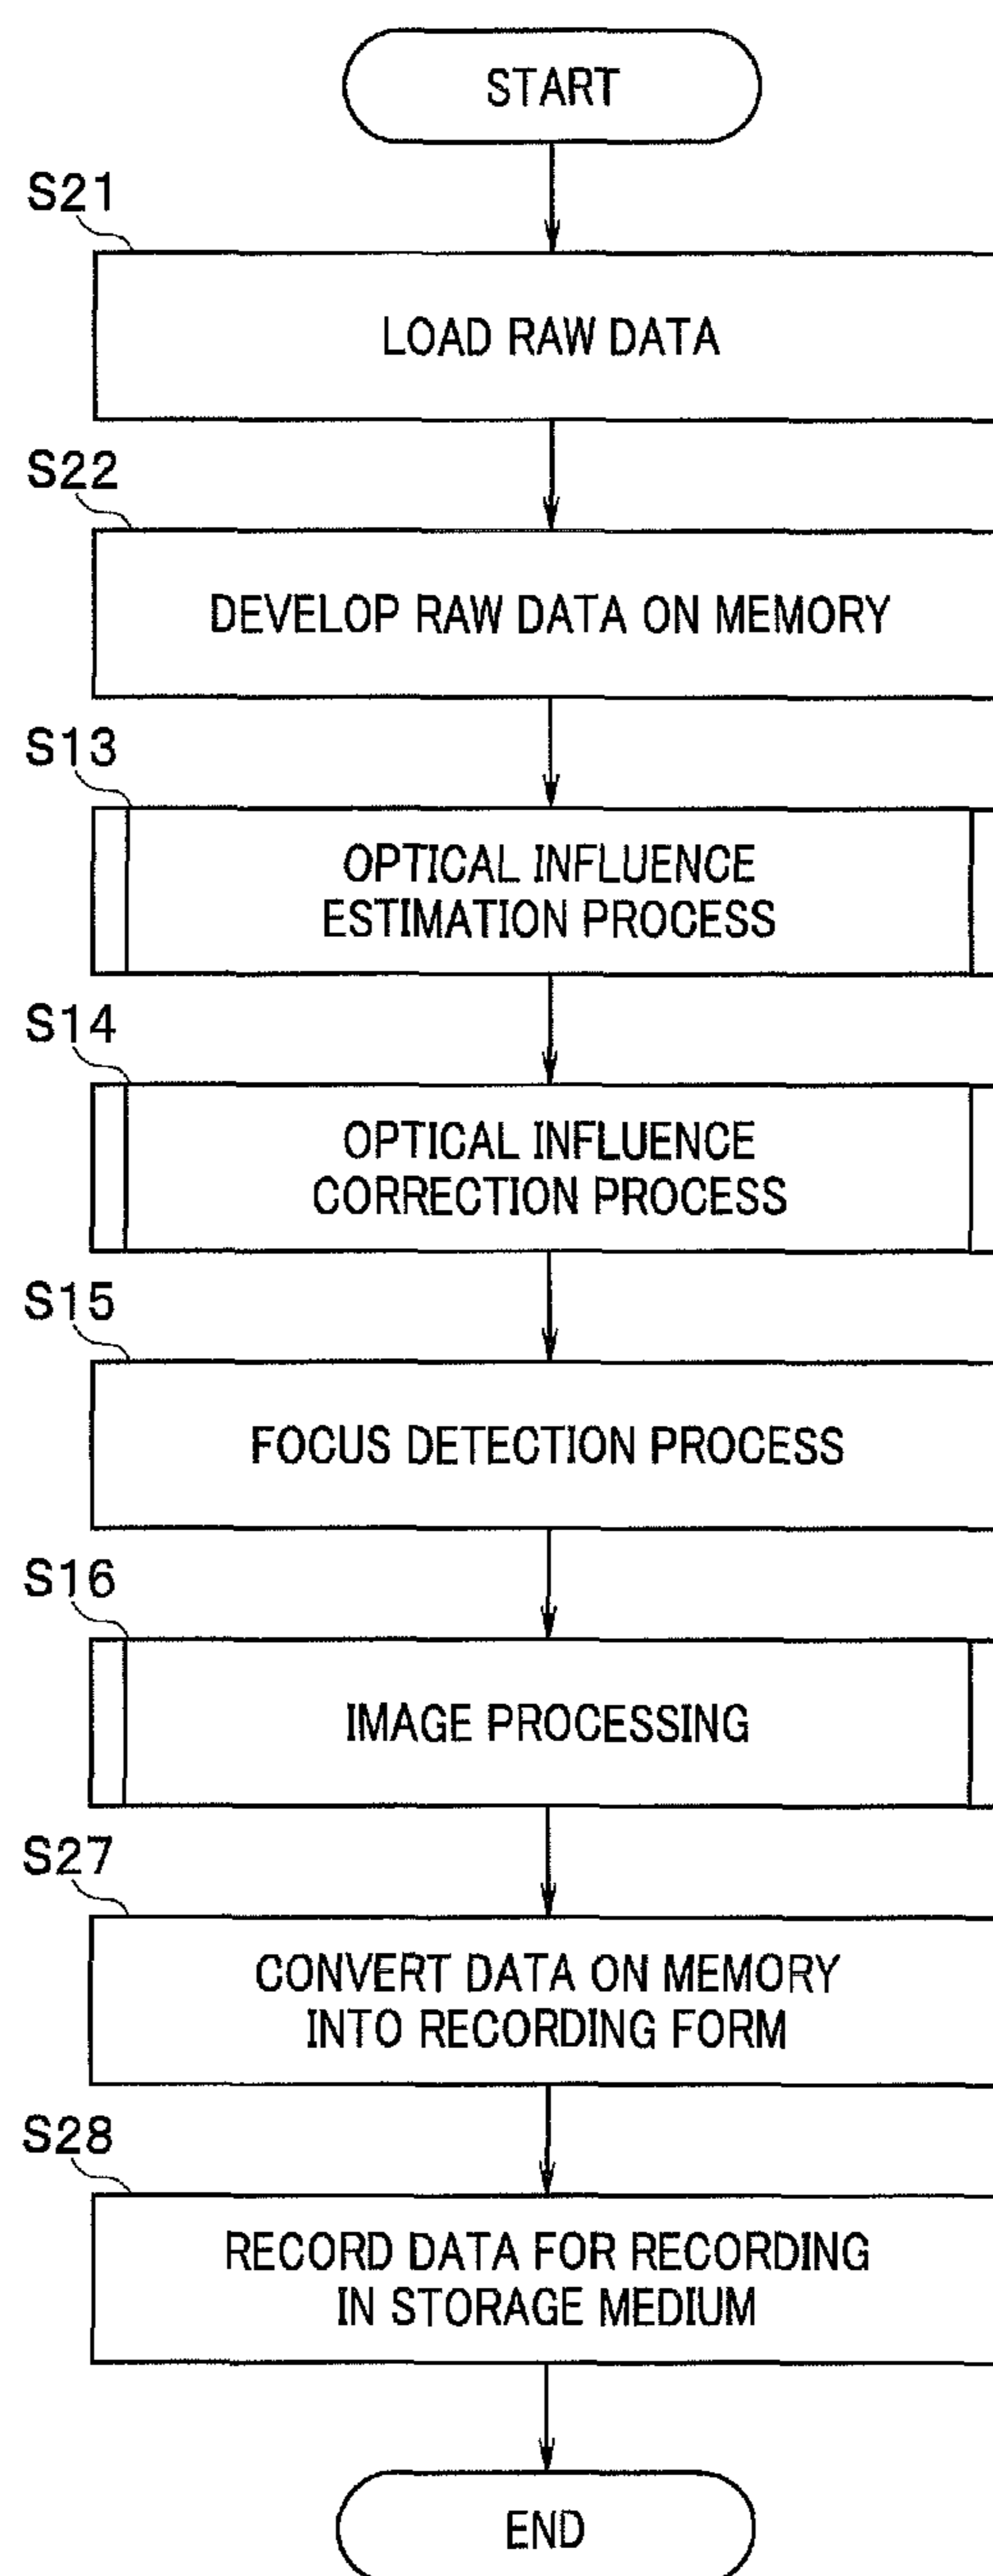 START
S21
LOAD RAW DATA
S22
DEVELOP RAW DATA ON MEMORY
S13
OPTICAL INFLUENCE
ESTIMATION PROCESS
S14
OPTICAL INFLUENCE
CORRECTION PROCESS
S15
FOCUS DETECTION PROCESS
S16
IMAGE PROCESSING
S27
CONVERT DATA ON MEMORY
INTO RECORDING FORM
S28
RECORD DATA FOR RECORDING
IN STORAGE MEDIUM
END